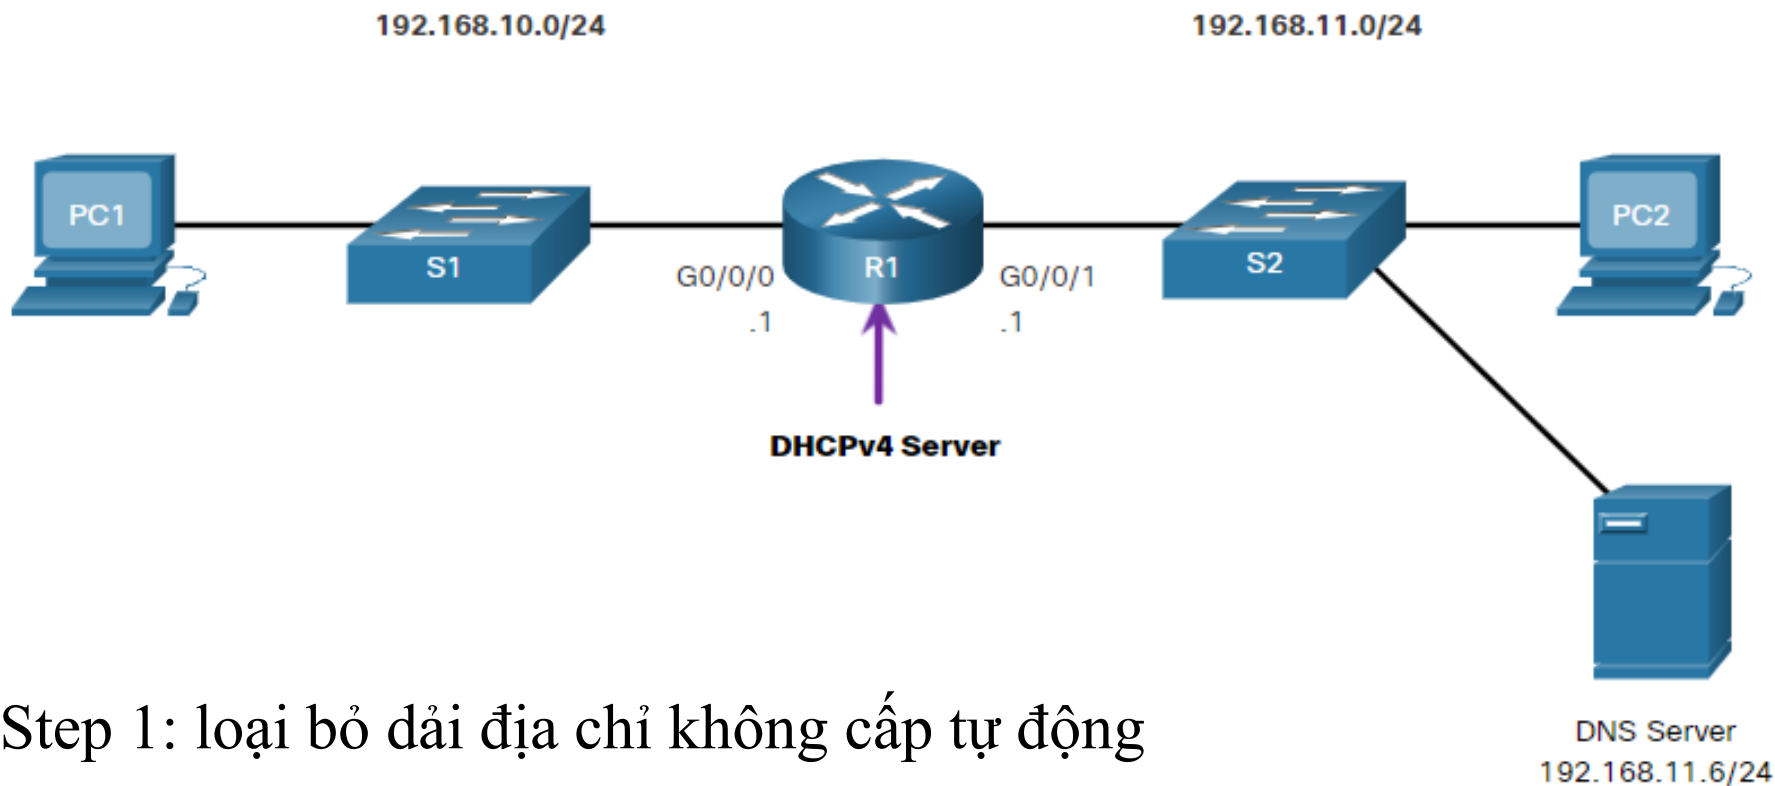 192.168.10.0/24
192.168.11.0/24
PC1
S1
R1
S2
PC2
G0/0/0
.1
G0/0/1
.1
DHCPv4 Server
Step 1: loại bỏ dải địa chỉ không cấp tự động
DNS Server
192.168.11.6/24